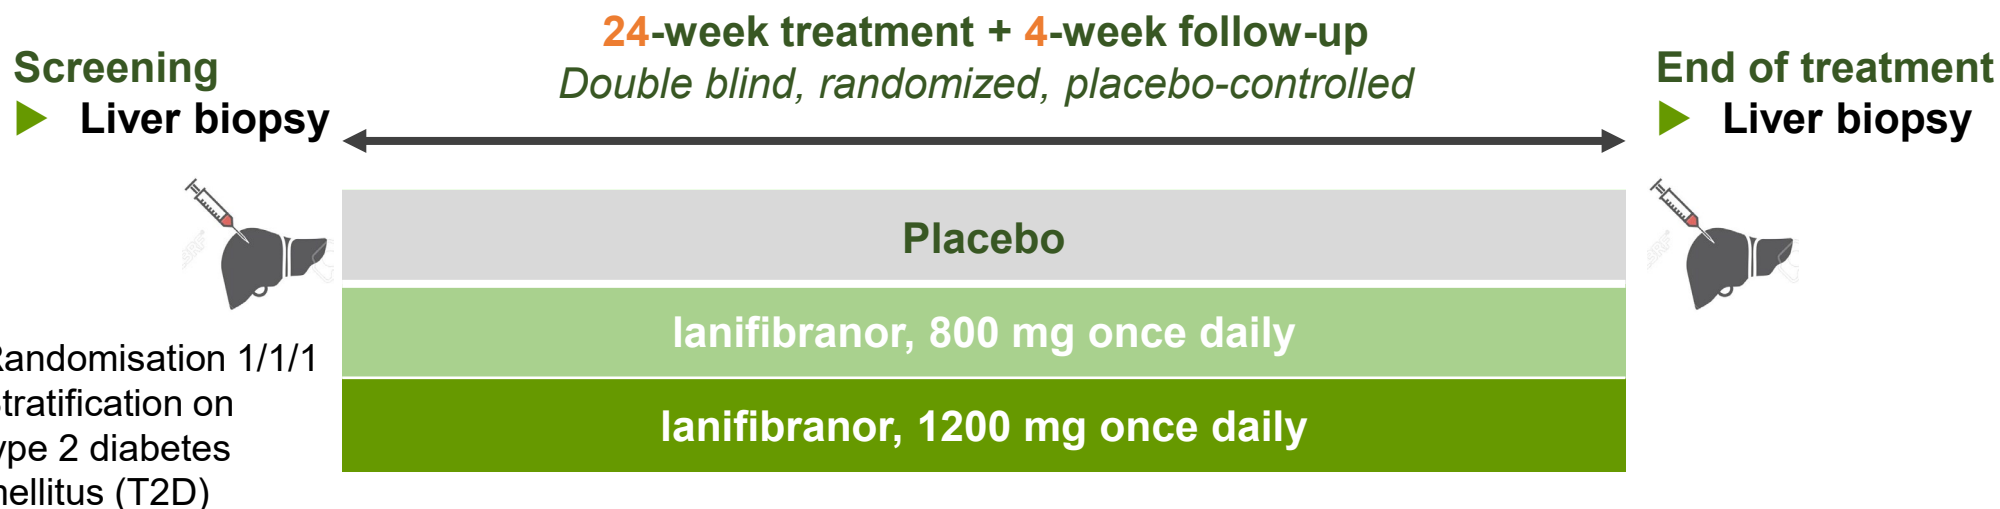 Screening
▶ Liver biopsy
24-week treatment + 4-week follow-up
Double blind, randomized, placebo-controlled
End of treatment
▶ Liver biopsy
Placebo
lanifibranor, 800 mg once daily
lanifibranor, 1200 mg once daily
andomisation 1/1/1
tratification on
ype 2 diabetes
ellitus (T2D)